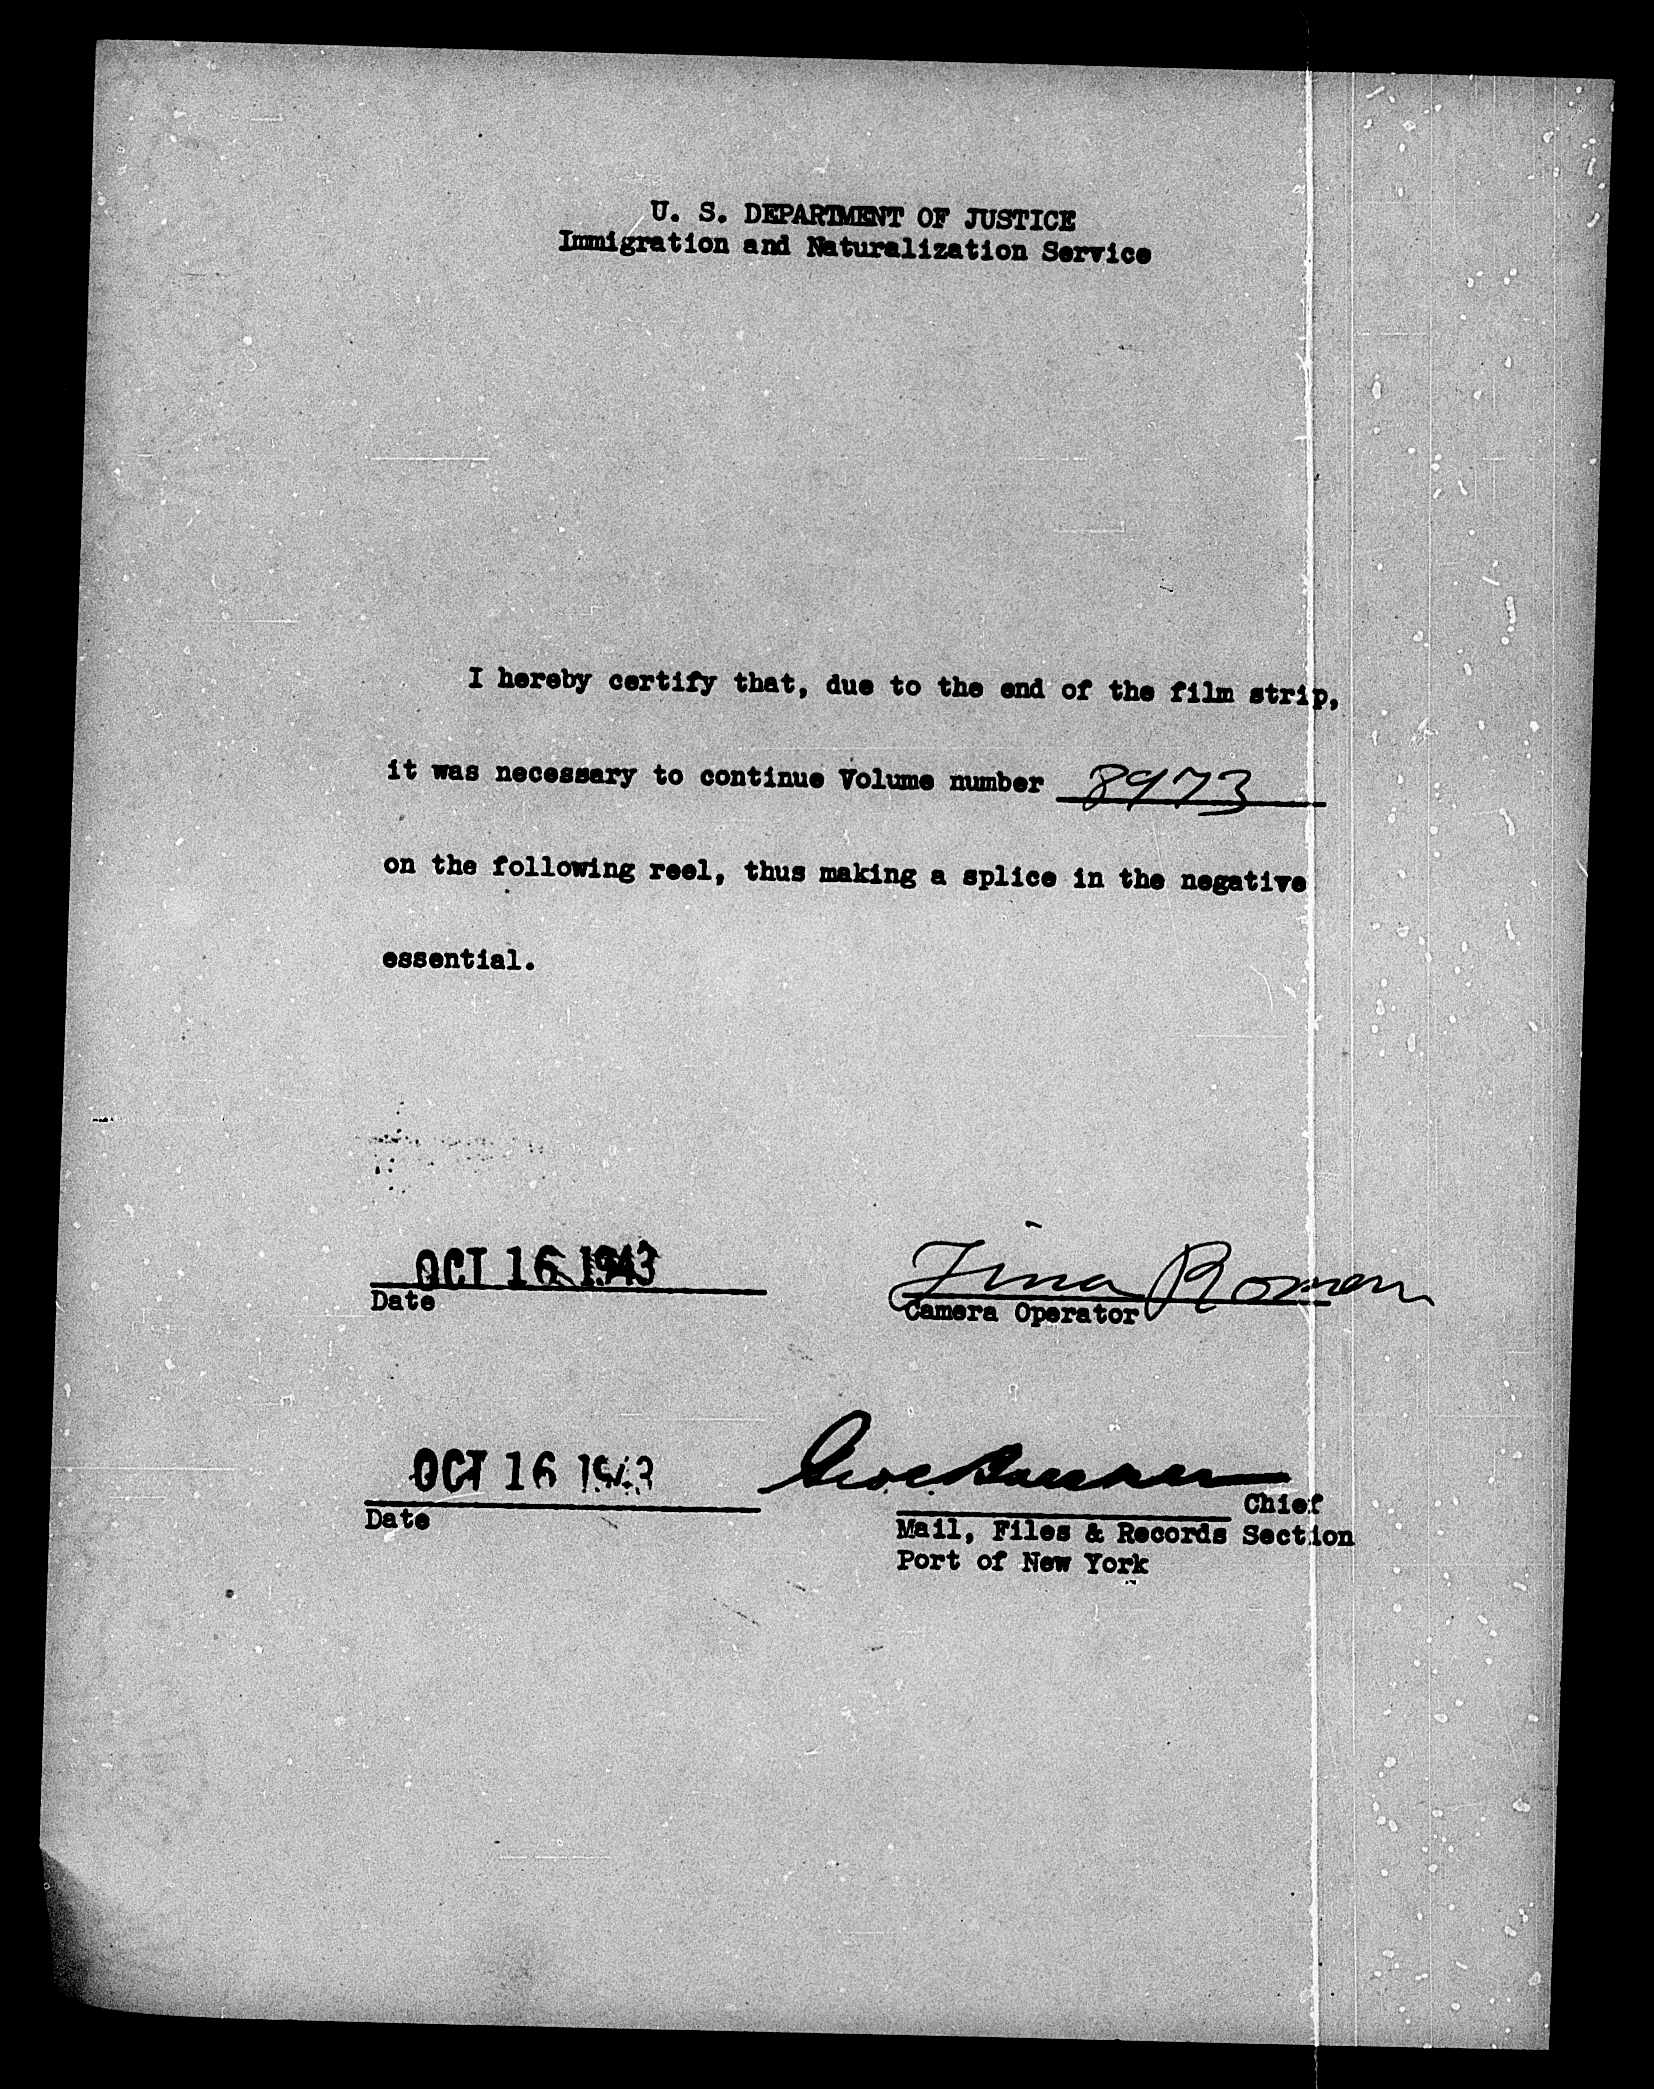 U. S. DEPARTMENT OF JUSTICE
Immigration and Naturalization Service
I hereby certify that, due to the end of the film strip,
it was necessary to continue Volume number 8973
on the following reel, thus making a splice in the negative
essential.
OCT 16 1943
Date
Tina Roman
Camera Operator
OCT 16 1943
Date
Chief
Mail, Files & Records Section
Port of New York